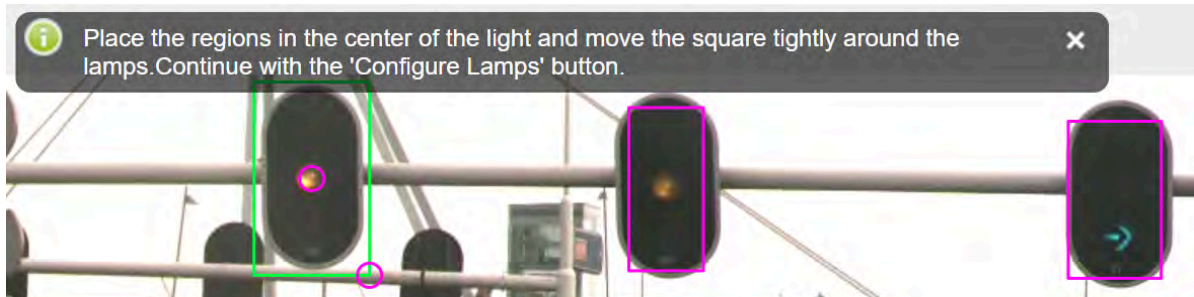 Place the regions in the center of the light and move the square tightly around the
lamps.Continue with the 'Configure Lamps' button.